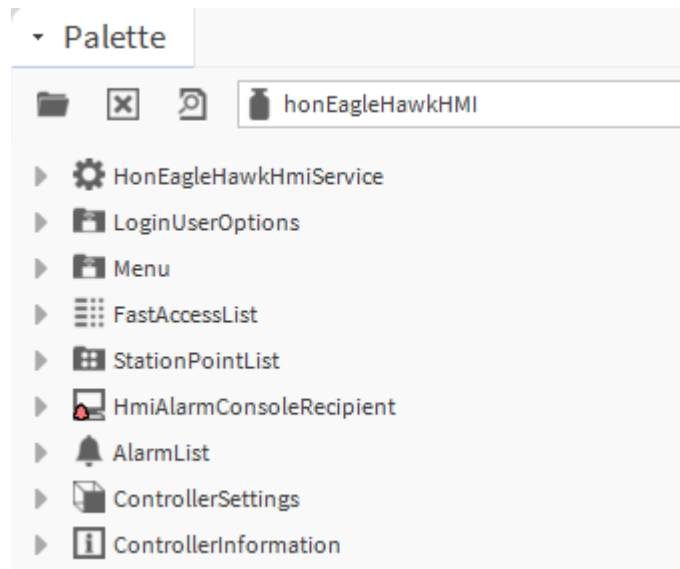 Palette
honEagleHawkHMI
HonEagleHawkHmiService
LoginUserOptions
Menu
FastAccessList
StationPointList
HmiAlarmConsoleRecipient
AlarmList
ControllerSettings
ControllerInformation